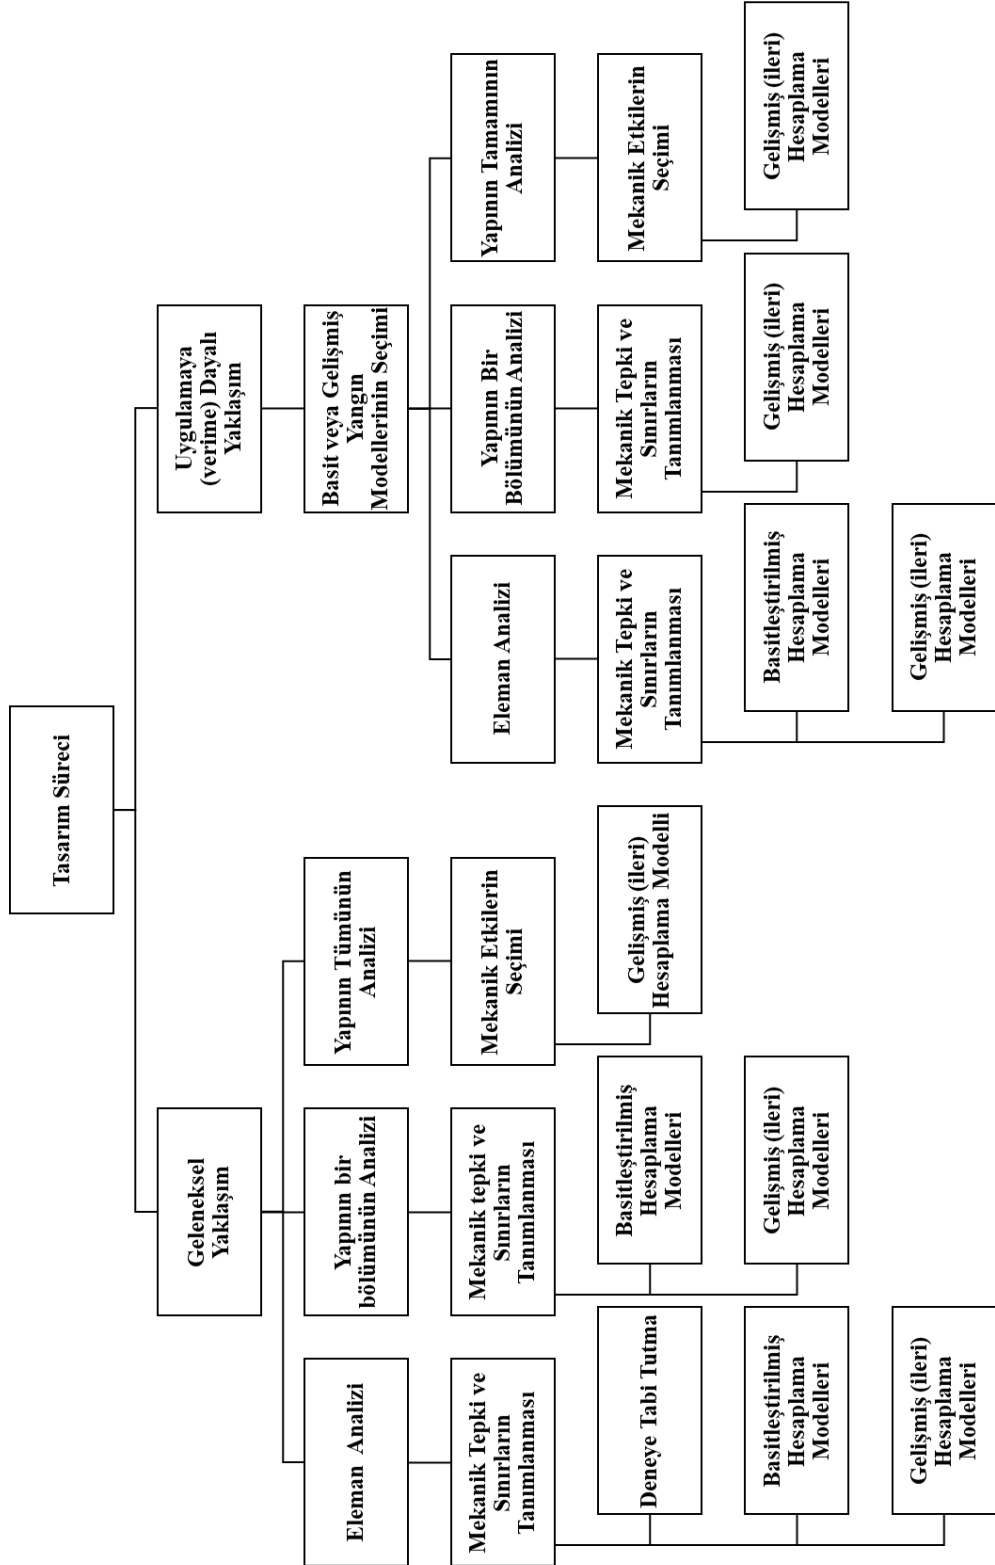 Tasarım Süreci
Geleneksel
Yaklaşım
Eleman  Analizi
Mekanik Tepki ve
Sınırların
Tanımlanması
Deneye Tabi Tutma
Basitleştirilmiş
Hesaplama
Modelleri
Gelişmiş (ileri)
Hesaplama
Modelleri
Yapının bir
bölümünün Analizi
Mekanik tepki ve
Sınırların
Tanımlanması
Basitleştirilmiş
Hesaplama
Modelleri
Gelişmiş (ileri)
Hesaplama
Modelleri
Yapının Tümünün
Analizi
Mekanik Etkilerin
Seçimi
Gelişmiş (ileri)
Hesaplama Modelli
Uygulamaya
(verime) Dayalı
Yaklaşım
Basit veya Gelişmiş
Yangın
Modellerinin Seçimi
Eleman Analizi
Mekanik Tepki ve
Sınırların
Tanımlanması
Basitleştirilmiş
Hesaplama
Modelleri
Gelişmiş (ileri)
Hesaplama
Modelleri
Yapının Bir
Bölümünün Analizi
Mekanik Tepki ve
Sınırların
Tanımlanması
Gelişmiş (ileri)
Hesaplama
Modelleri
Yapının Tamamının
Analizi
Mekanik Etkilerin
Seçimi
Gelişmiş (ileri)
Hesaplama
Modelleri